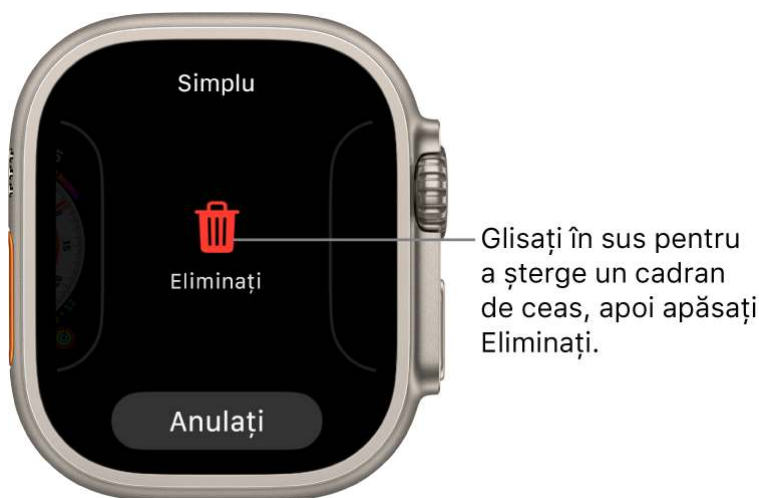 Simplu
Eliminați
Anulați
Glisați în sus pentru
a șterge un cadran
de ceas, apoi apăsați
Eliminați.